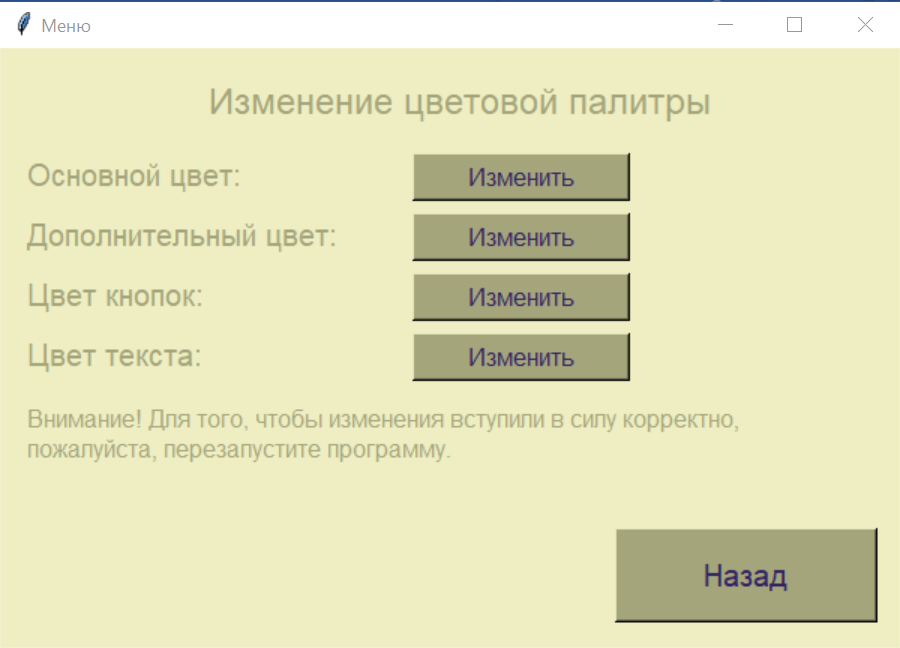 Меню
Изменение цветовой палитры
Основной цвет: Изменить
Дополнительный цвет: Изменить
Цвет кнопок: Изменить
Цвет текста: Изменить
Внимание! Для того, чтобы изменения вступили в силу корректно,
пожалуйста, перезапустите программу.
Назад